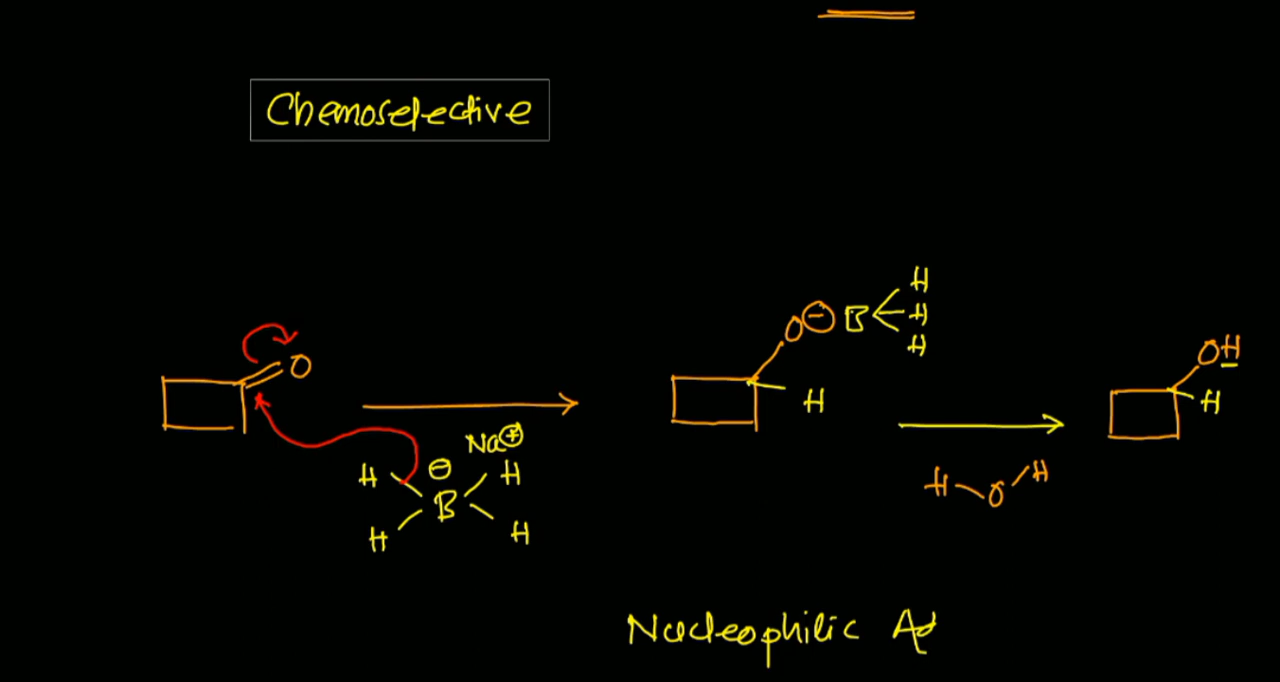 Chemoselective
O
Na⊕
H ⊖ H
B
H H
O⊖ B H
H
H
H
H O H
OH
H
Nucleophilic Ad